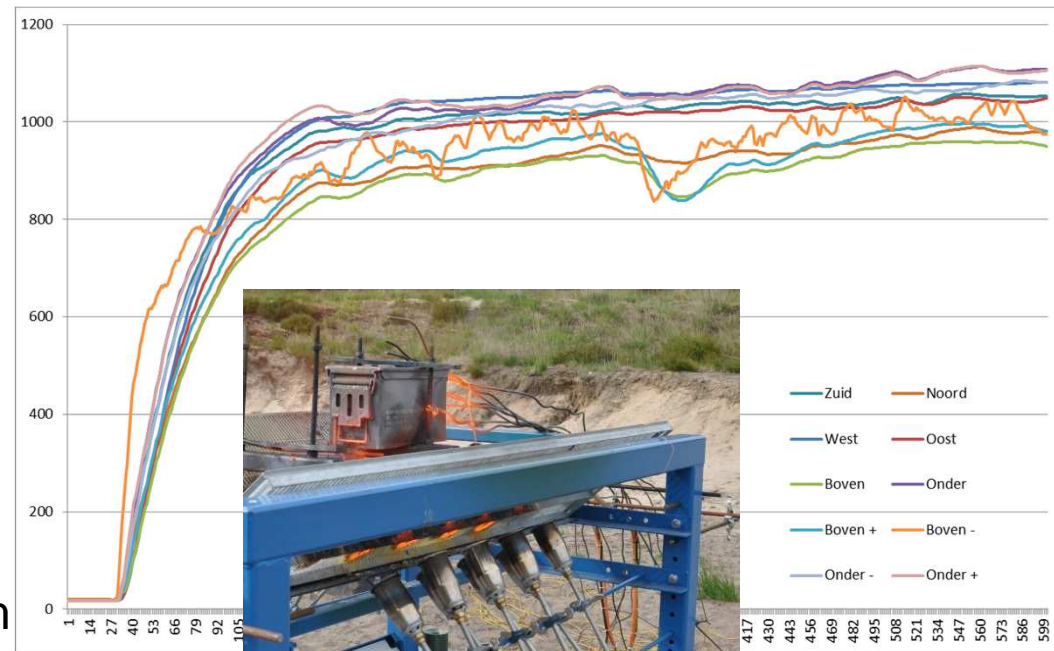 1200
1000
800
600
400
200
0
1 14 27 40 53 66 79 92 105 417 430 443 456 469 482 495 508 521 534 547 560 573 586 599
Zuid Noord
West Oost
Boven Onder
Boven + Boven -
Onder - Onder +
n